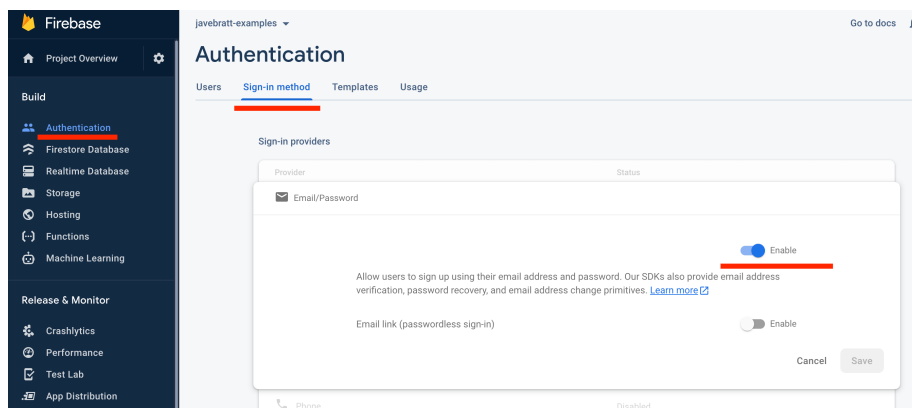 Firebase
javebratt-examples
Go to docs
Project Overview
Authentication
Users
Sign-in method
Templates
Usage
Build
Authentication
Firestore Database
Realtime Database
Storage
Hosting
Functions
Machine Learning
Release & Monitor
Crashlytics
Performance
Test Lab
App Distribution
Sign-in providers
Provider
Status
Email/Password
Enable
Allow users to sign up using their email address and password. Our SDKs also provide email address
verification, password recovery, and email address change primitives. Learn more
Email link (passwordless sign-in)
Enable
Cancel
Save
Phone
Disabled